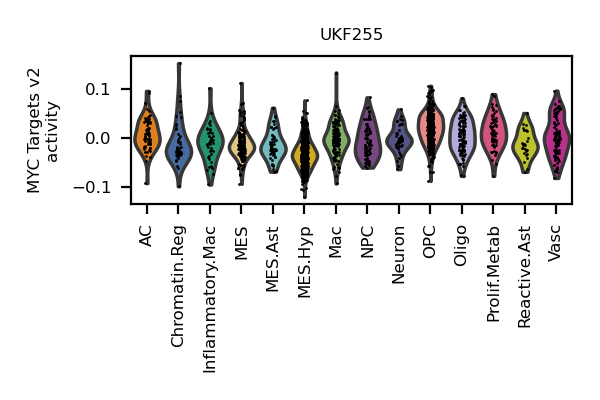 UKF255
MYC Targets v2
activity
0.1
0.0
−0.1
AC
Chromatin.Reg
Inflammatory.Mac
MES
MES.Ast
MES.Hyp
Mac
NPC
Neuron
OPC
Oligo
Prolif.Metab
Reactive.Ast
Vasc